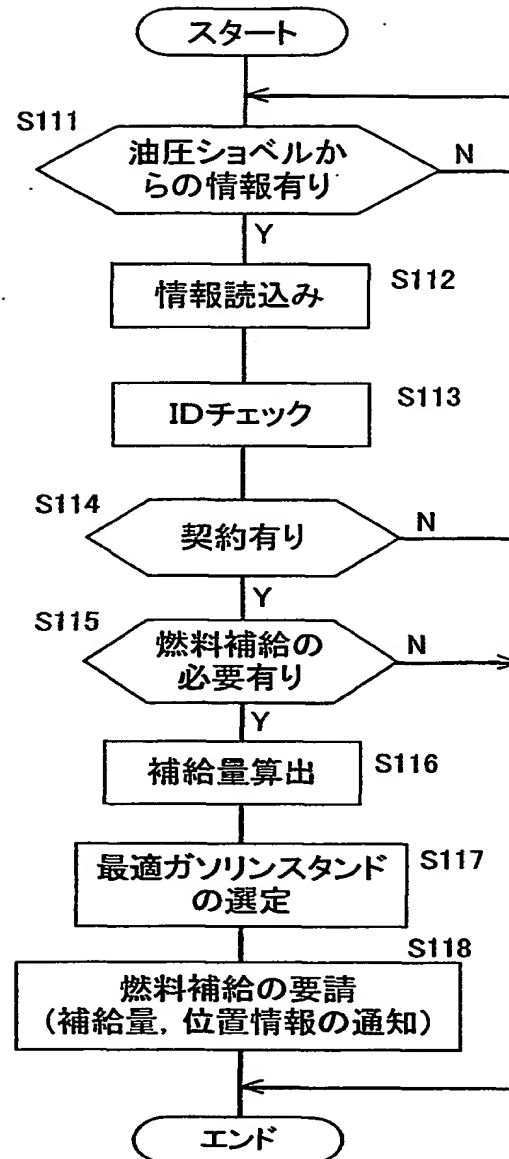 スタート
S111
油圧ショベルか
らの情報有り
N
Y
情報読込み
S112
IDチェック
S113
S114
契約有り
N
Y
S115
燃料補給の
必要有り
N
Y
補給量算出
S116
最適ガソリンスタンド
の選定
S117
S118
燃料補給の要請
(補給量, 位置情報の通知)
エンド